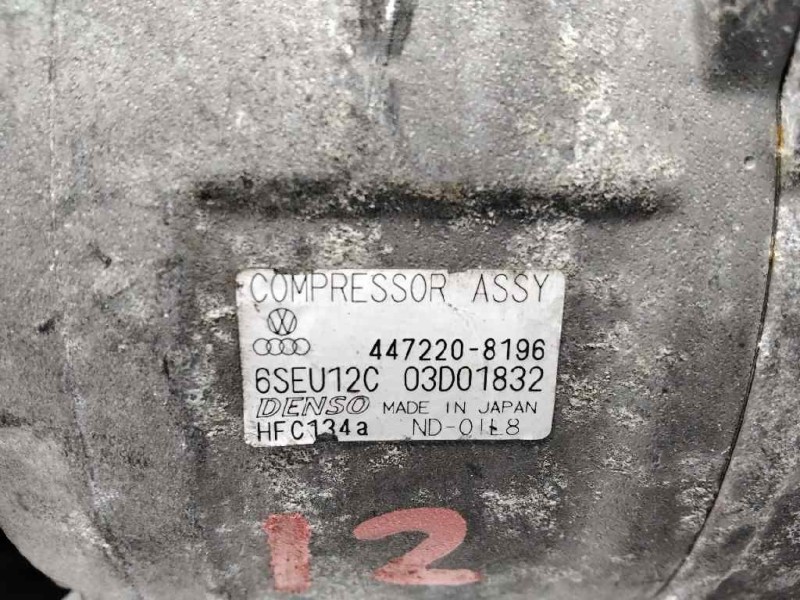 COMPRESSOR ASSY
447220-8196
6SEU12C 03D01832
DENSO MADE IN JAPAN
HFC134a ND-OIL8
12